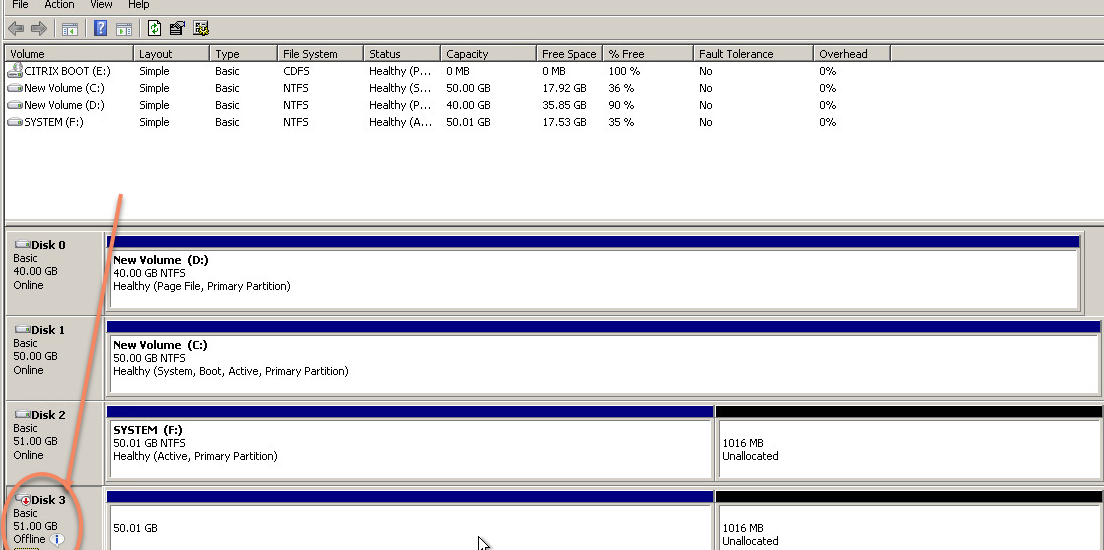 File Action View Help
Volume Layout Type File System Status Capacity Free Space % Free Fault Tolerance Overhead
CITRIX BOOT (E:) Simple Basic CDFS Healthy (P... 0 MB 0 MB 100 % No 0%
New Volume (C:) Simple Basic NTFS Healthy (S... 50.00 GB 17.92 GB 36 % No 0%
New Volume (D:) Simple Basic NTFS Healthy (P... 40.00 GB 35.85 GB 90 % No 0%
SYSTEM (F:) Simple Basic NTFS Healthy (A... 50.01 GB 17.53 GB 35 % No 0%
Disk 0
Basic
40.00 GB
Online
New Volume (D:)
40.00 GB NTFS
Healthy (Page File, Primary Partition)
Disk 1
Basic
50.00 GB
Online
New Volume (C:)
50.00 GB NTFS
Healthy (System, Boot, Active, Primary Partition)
Disk 2
Basic
51.00 GB
Online
SYSTEM (F:)
50.01 GB NTFS
Healthy (Active, Primary Partition)
1016 MB
Unallocated
Disk 3
Basic
51.00 GB
Offline
50.01 GB
1016 MB
Unallocated